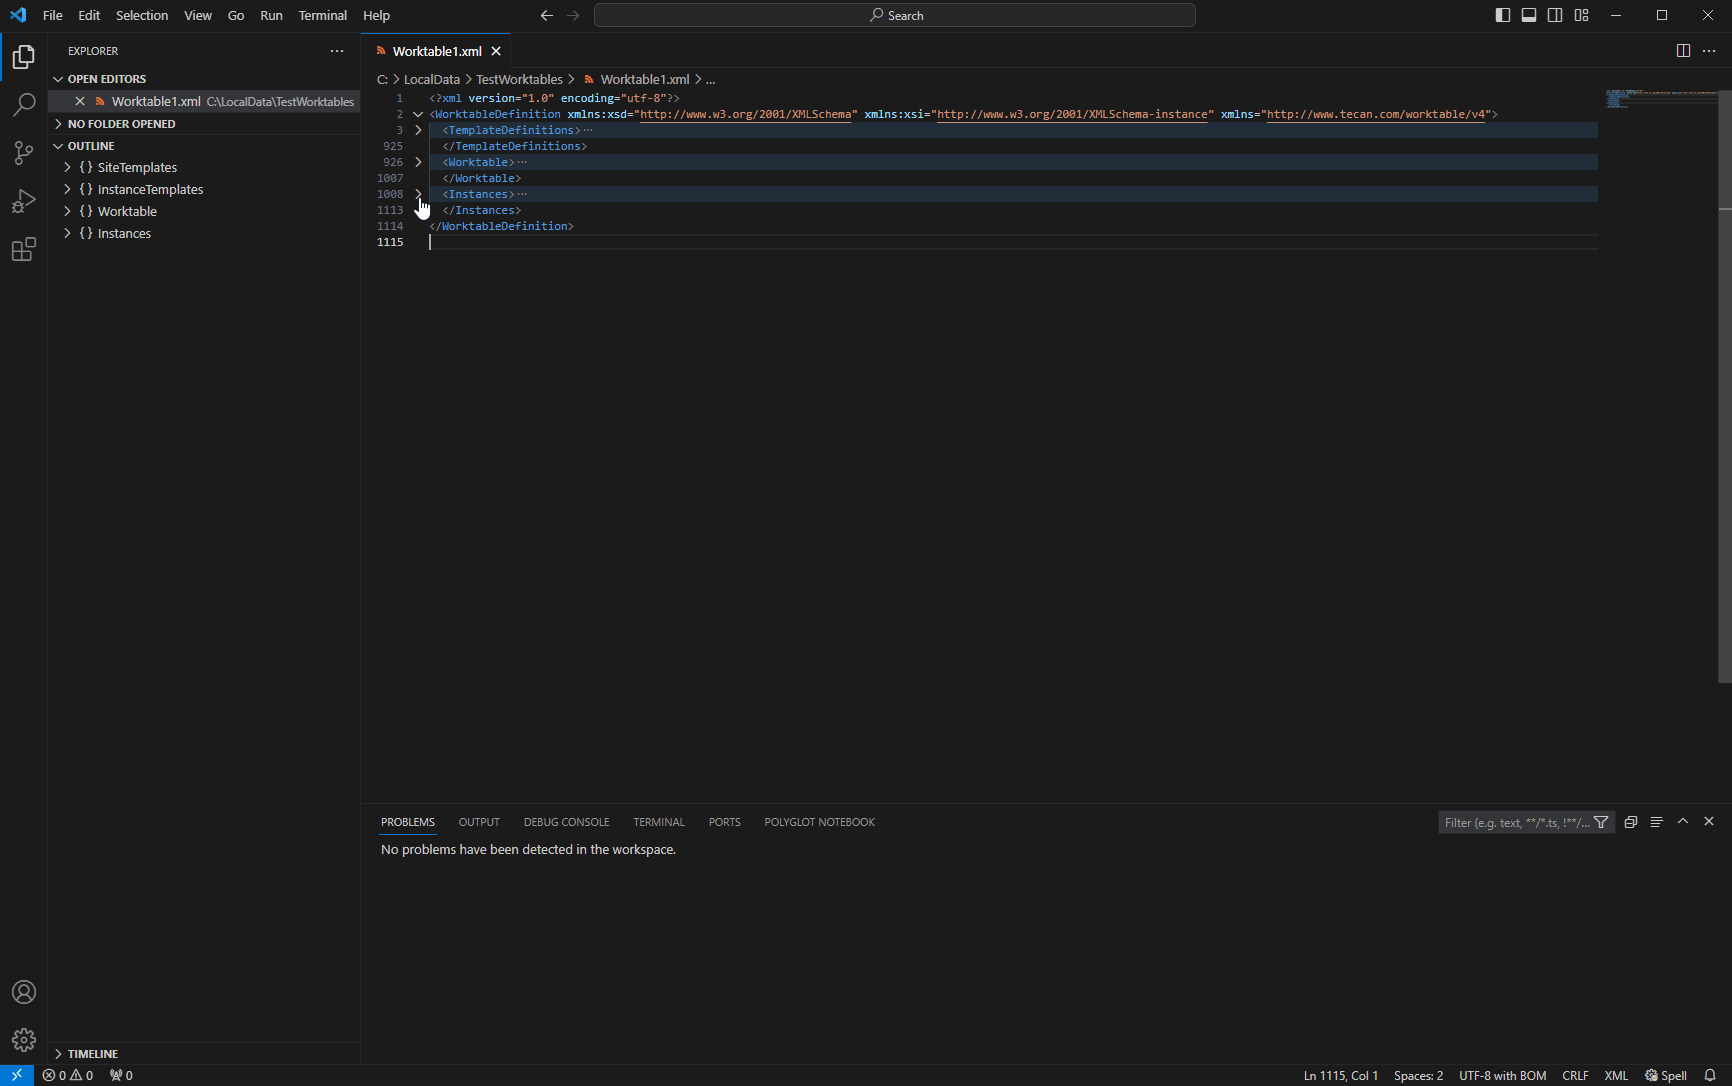 File Edit Selection View Go Run Terminal Help
Search
EXPLORER
OPEN EDITORS
Worktable1.xml C:\LocalData\TestWorktables
NO FOLDER OPENED
OUTLINE
{} SiteTemplates
{} InstanceTemplates
{} Worktable
{} Instances
TIMELINE
Worktable1.xml
C: > LocalData > TestWorktables > Worktable1.xml > ...
1 <?xml version="1.0" encoding="utf-8"?>
2 <WorktableDefinition xmlns:xsd="http://www.w3.org/2001/XMLSchema" xmlns:xsi="http://www.w3.org/2001/XMLSchema-instance" xmlns="http://www.tecan.com/worktable/v4">
3 <TemplateDefinitions>···
925 </TemplateDefinitions>
926 <Worktable>···
1007 </Worktable>
1008 <Instances>···
1113 </Instances>
1114 </WorktableDefinition>
1115
PROBLEMS OUTPUT DEBUG CONSOLE TERMINAL PORTS POLYGLOT NOTEBOOK
Filter (e.g. text, **/*.ts, !**/...
No problems have been detected in the workspace.
0 0 0
Ln 1115, Col 1 Spaces: 2 UTF-8 with BOM CRLF XML Spell